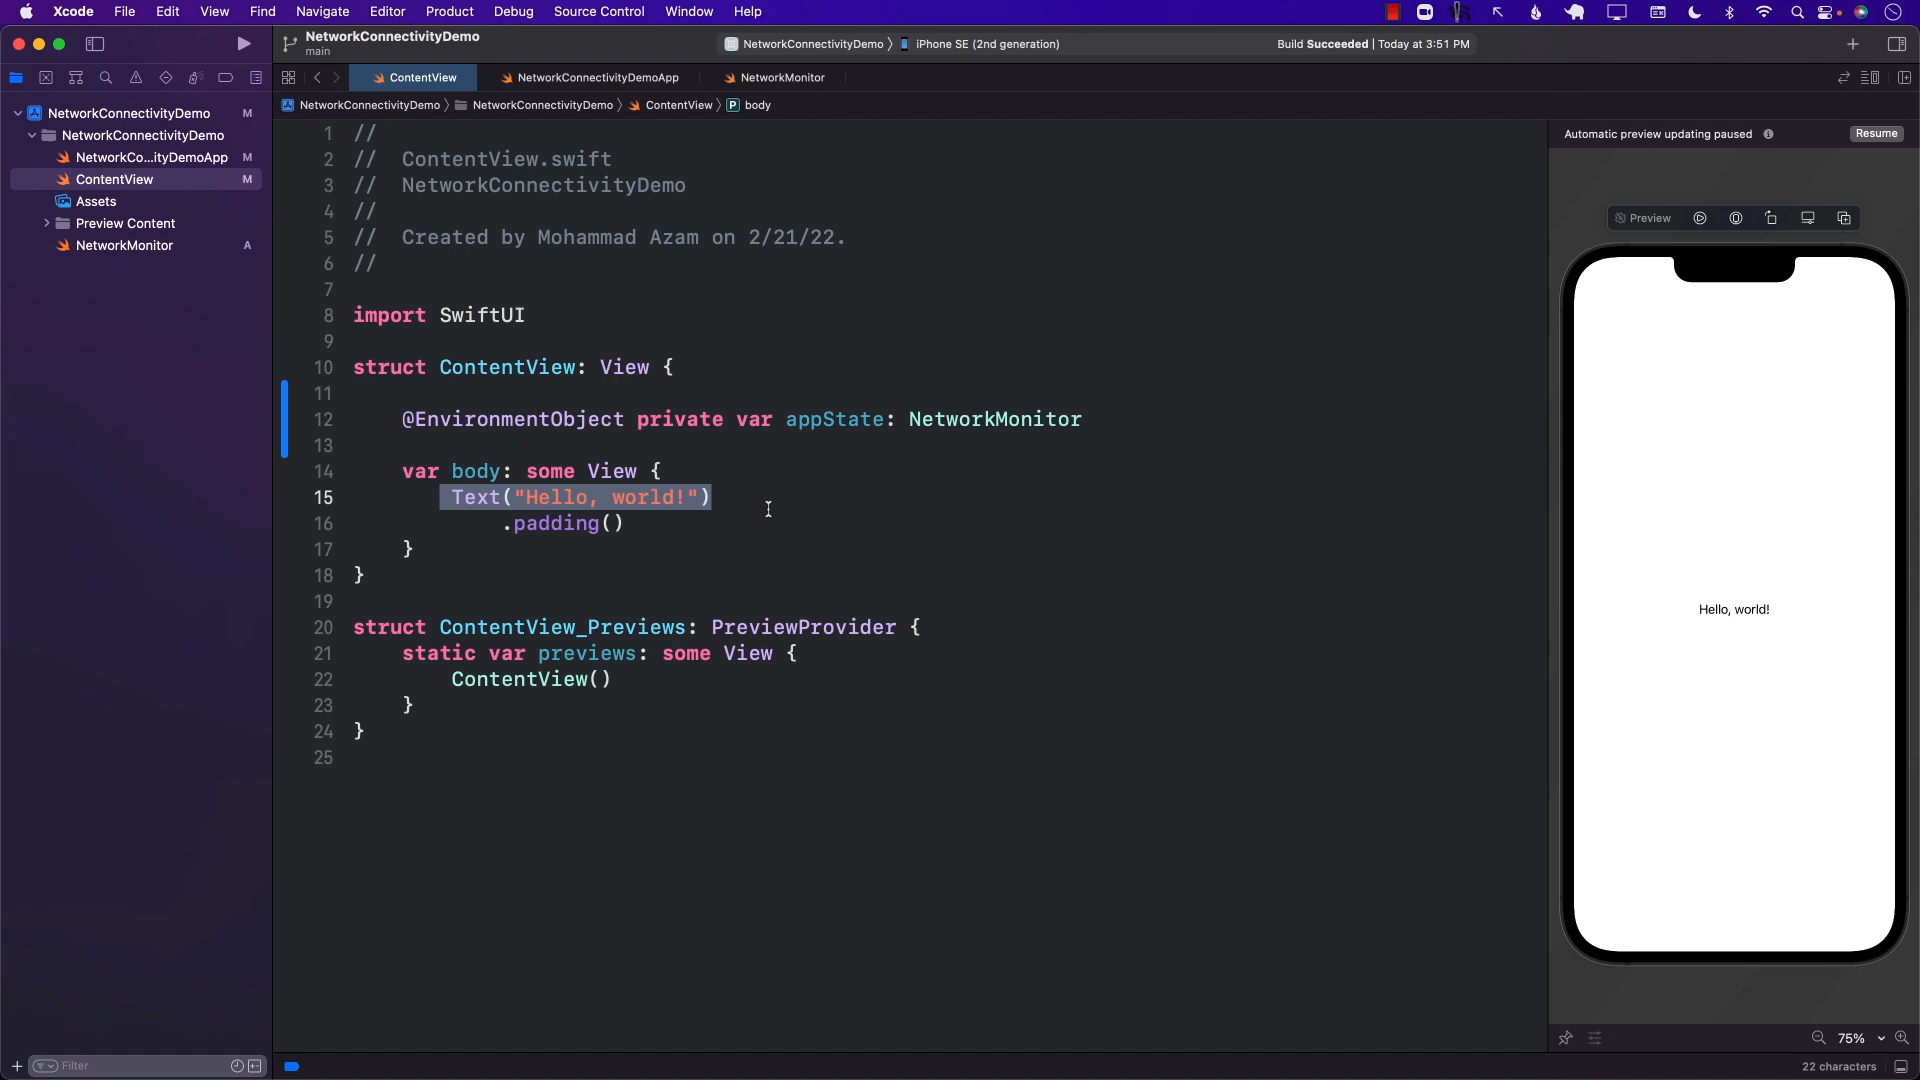 Xcode File Edit View Find Navigate Editor Product Debug Source Control Window Help
NetworkConnectivityDemo
main
NetworkConnectivityDemo 〉 iPhone SE (2nd generation)
Build Succeeded | Today at 3:51 PM
ContentView
NetworkConnectivityDemoApp
NetworkMonitor
NetworkConnectivityDemo 〉 NetworkConnectivityDemo 〉 ContentView 〉 P body
NetworkConnectivityDemo M
NetworkConnectivityDemo
NetworkCo...ityDemoApp M
ContentView M
Assets
Preview Content
NetworkMonitor A
1 //
2 //  ContentView.swift
3 //  NetworkConnectivityDemo
4 //
5 //  Created by Mohammad Azam on 2/21/22.
6 //
7
8 import SwiftUI
9
10 struct ContentView: View {
11
12     @EnvironmentObject private var appState: NetworkMonitor
13
14     var body: some View {
15         Text("Hello, world!")
16             .padding()
17     }
18 }
19
20 struct ContentView_Previews: PreviewProvider {
21     static var previews: some View {
22         ContentView()
23     }
24 }
25
Automatic preview updating paused
Resume
Preview
Hello, world!
75%
Filter
22 characters